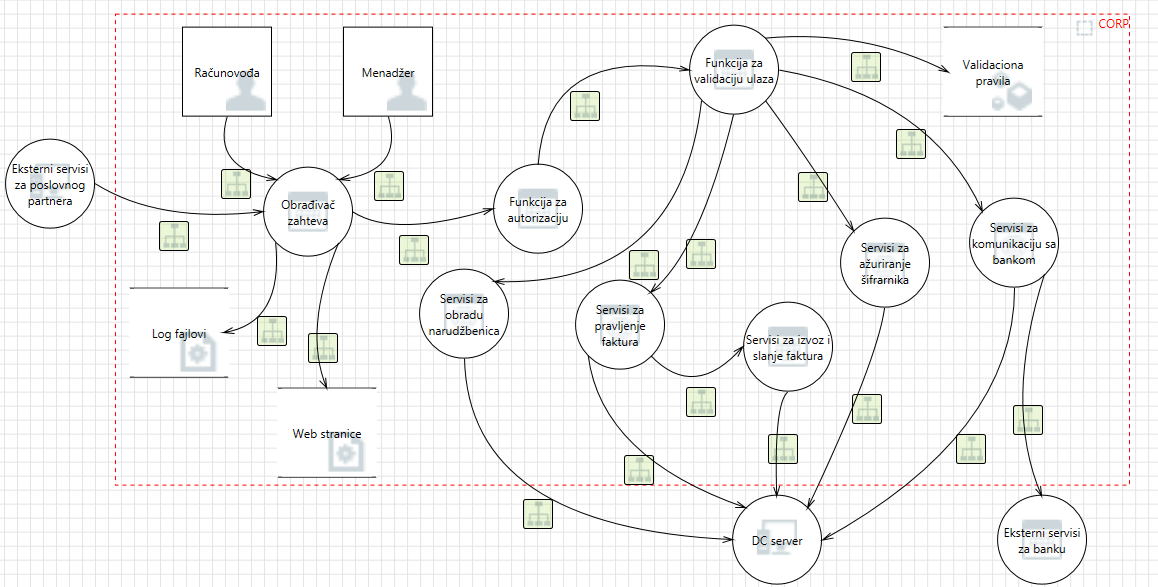 CORP
Računovođa
Menadžer
Funkcija za
validaciju ulaza
Validaciona
pravila
Eksterni servisi
za poslovnog
partnera
Obrađivač
zahteva
Funkcija za
autorizaciju
Servisi za
ažuriranje
šifrarnika
Servisi za
komunikaciju sa
bankom
Log fajlovi
Servisi za
obradu
narudžbenica
Servisi za
pravljenje
faktura
Servisi za izvoz i
slanje faktura
Web stranice
DC server
Eksterni servisi
za banku